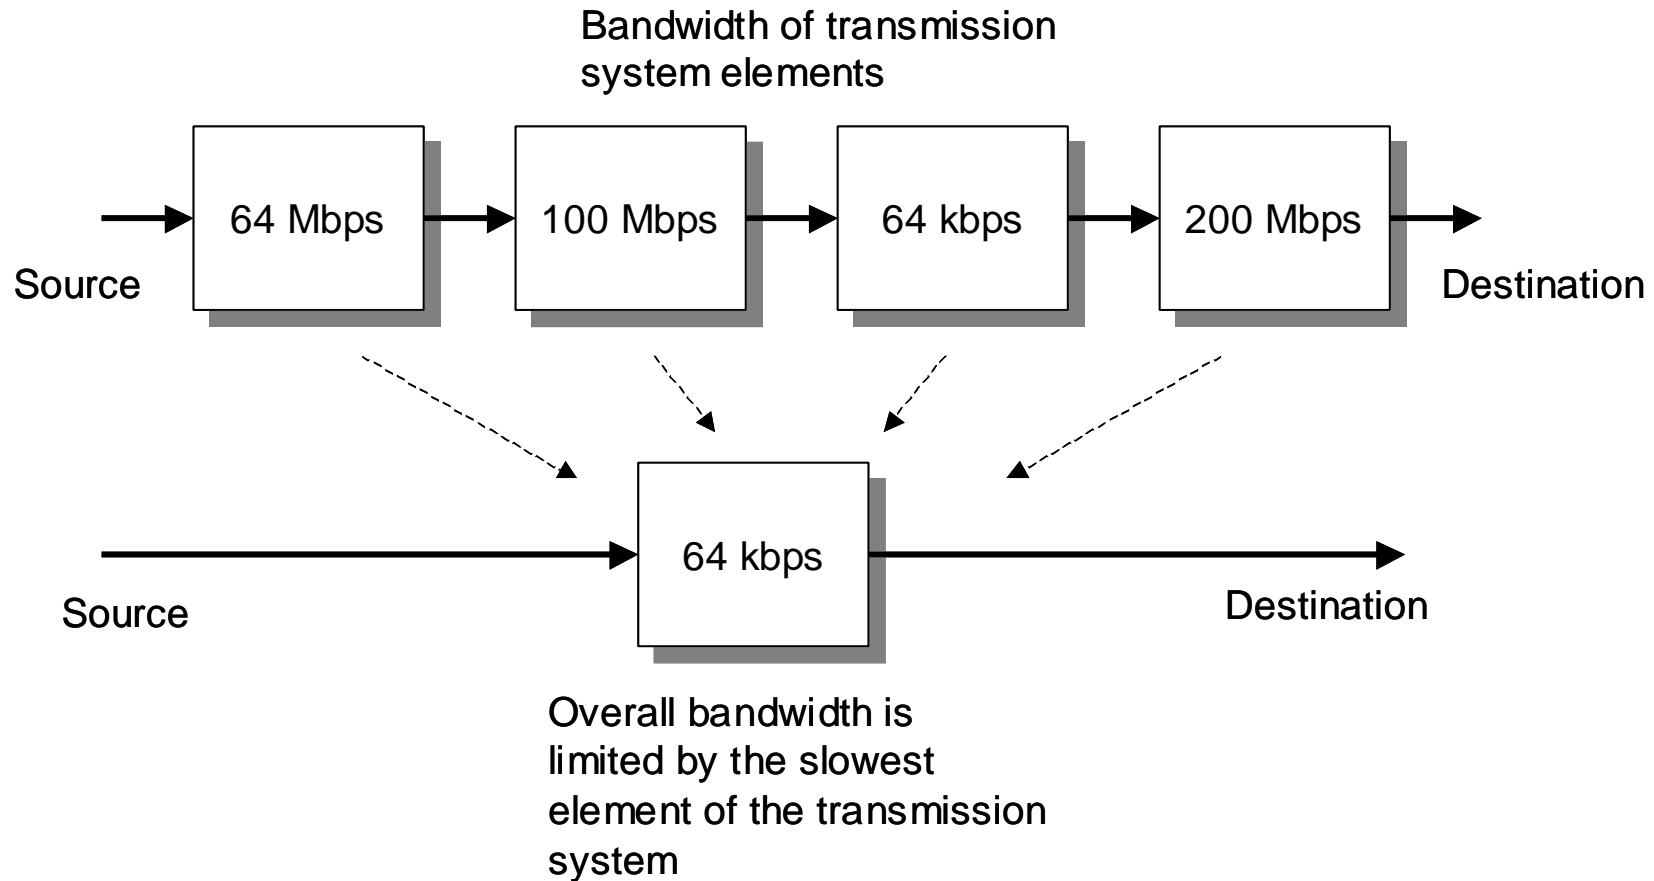 Bandwidth of transmission
system elements
64 Mbps
100 Mbps
64 kbps
200 Mbps
Source
Destination
64 kbps
Source
Destination
Overall bandwidth is
limited by the slowest
element of the transmission
system